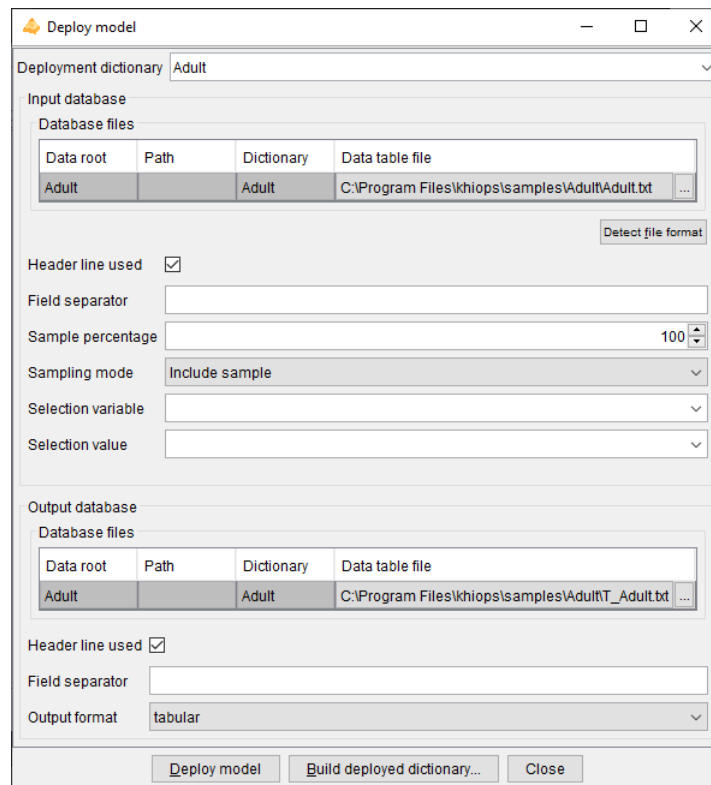 Deploy model
Deployment dictionary Adult
Input database
Database files
Data root Path Dictionary Data table file
Adult Adult C:\Program Files\khiops\samples\Adult\Adult.txt ...
Detect file format
Header line used
Field separator
Sample percentage 100
Sampling mode Include sample
Selection variable
Selection value
Output database
Database files
Data root Path Dictionary Data table file
Adult Adult C:\Program Files\khiops\samples\Adult\T_Adult.txt ...
Header line used
Field separator
Output format tabular
Deploy model Build deployed dictionary... Close